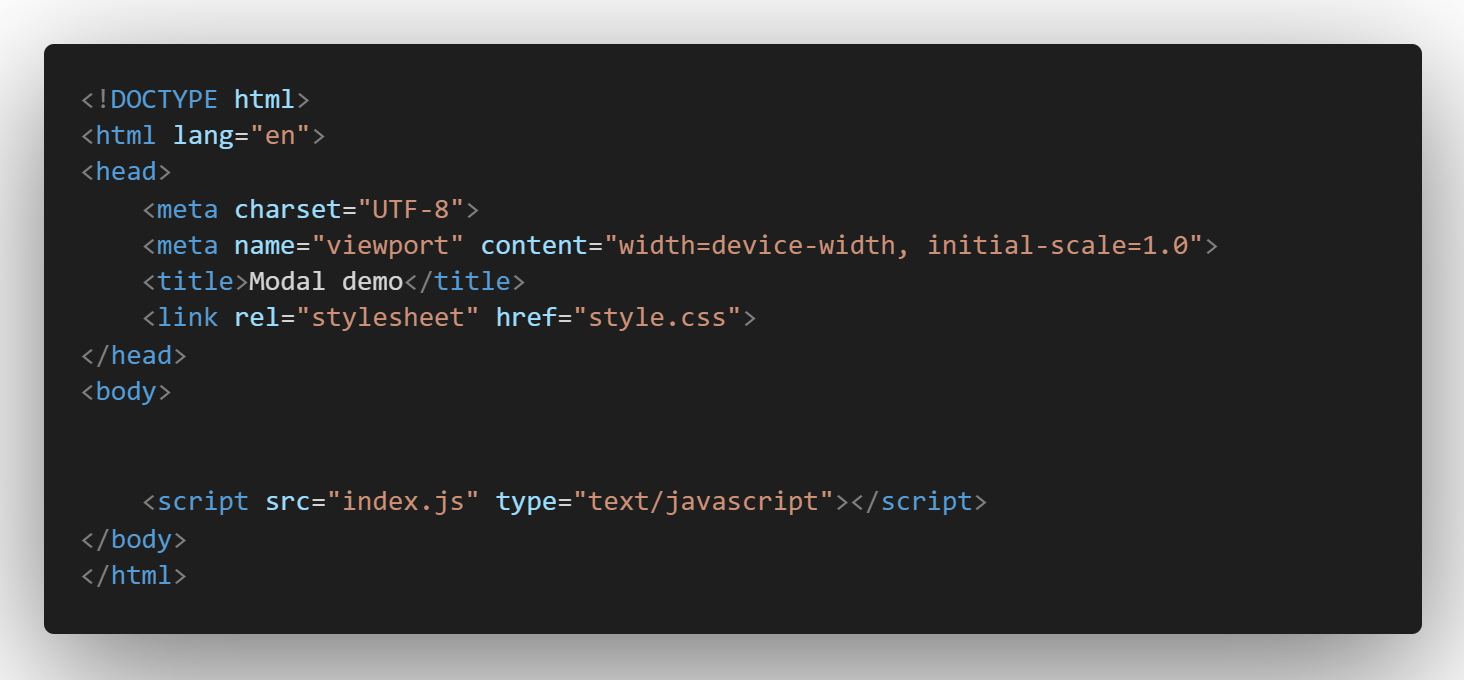 <!DOCTYPE html>
<html lang="en">
<head>
    <meta charset="UTF-8">
    <meta name="viewport" content="width=device-width, initial-scale=1.0">
    <title>Modal demo</title>
    <link rel="stylesheet" href="style.css">
</head>
<body>
    <script src="index.js" type="text/javascript"></script>
</body>
</html>